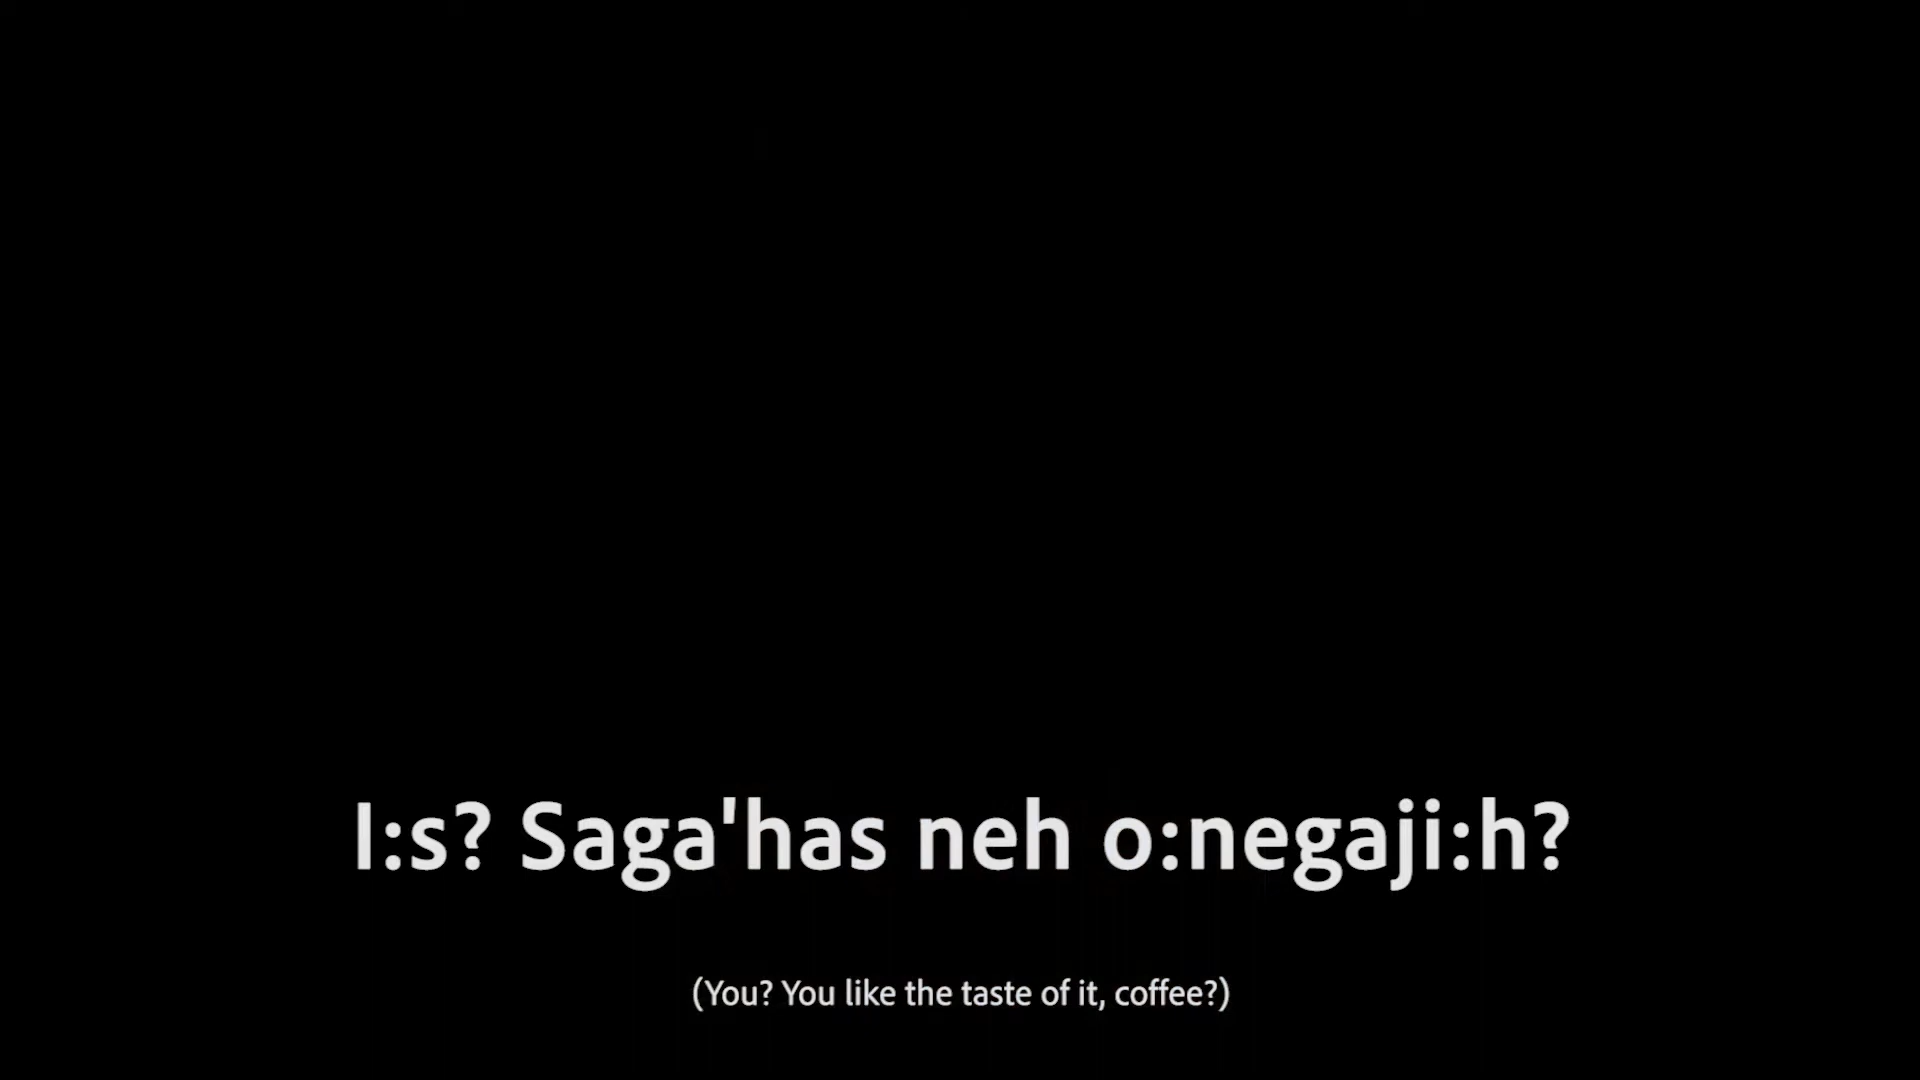 I:s? Saga'has neh o:negaji:h?
(You? You like the taste of it, coffee?)